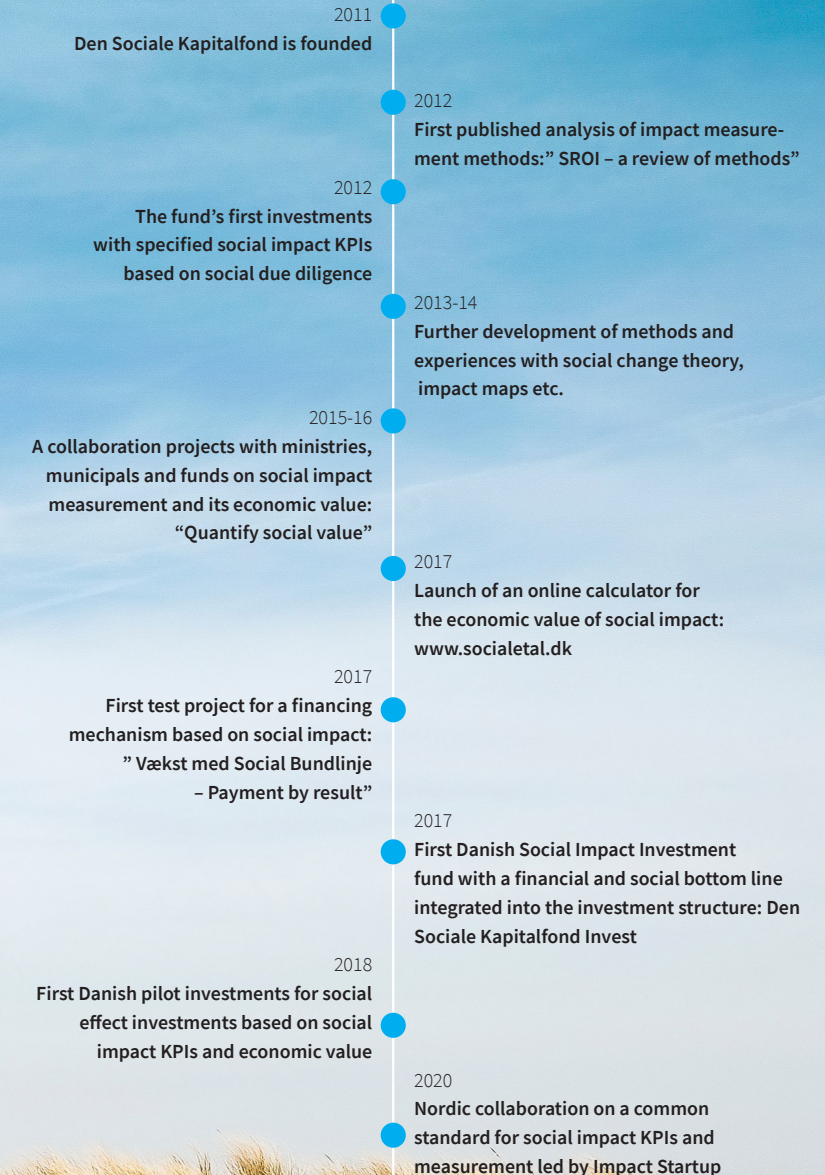 2011
Den Sociale Kapitalfond is founded
2012
First published analysis of impact measure-
ment methods:” SROI – a review of methods”
2012
The fund’s first investments
with specified social impact KPIs
based on social due diligence
2013-14
Further development of methods and
experiences with social change theory,
impact maps etc.
2015-16
A collaboration projects with ministries,
municipals and funds on social impact
measurement and its economic value:
“Quantify social value”
2017
Launch of an online calculator for
the economic value of social impact:
www.socialetal.dk
2017
First test project for a financing
mechanism based on social impact:
” Vækst med Social Bundlinje
– Payment by result”
2017
First Danish Social Impact Investment
fund with a financial and social bottom line
integrated into the investment structure: Den
Sociale Kapitalfond Invest
2018
First Danish pilot investments for social
effect investments based on social
impact KPIs and economic value
2020
Nordic collaboration on a common
standard for social impact KPIs and
measurement led by Impact Startup